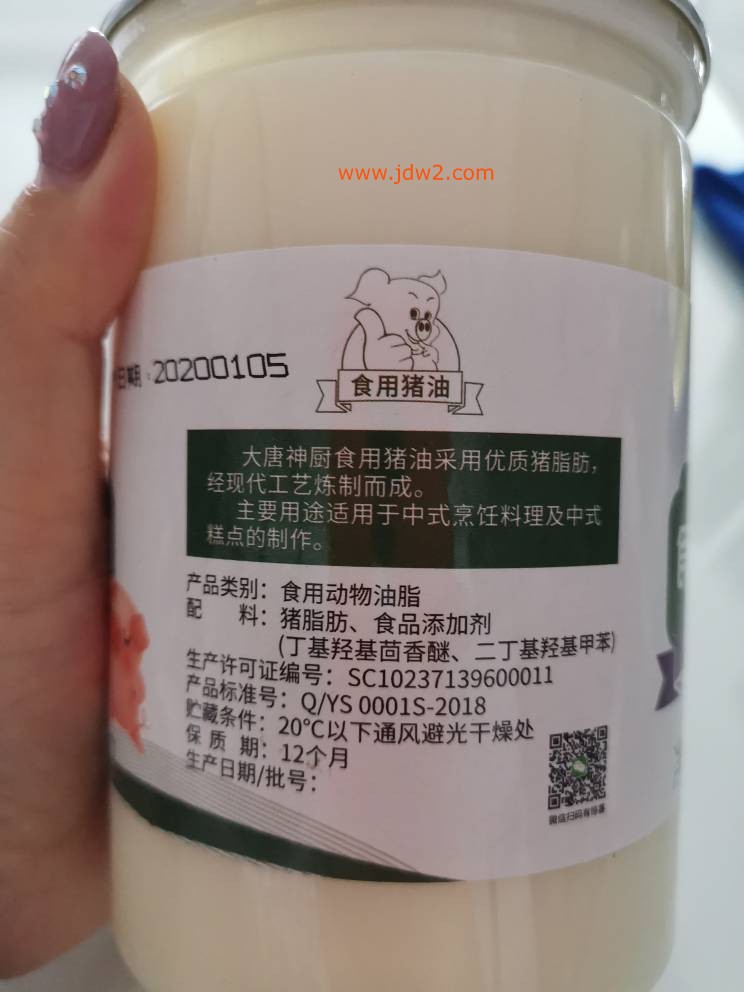 www.jdw2.com
日期:20200105
食用猪油
大唐神厨食用猪油采用优质猪脂肪，
经现代工艺炼制而成。
主要用途适用于中式烹饪料理及中式
糕点的制作。
产品类别：食用动物油脂
配 料：猪脂肪、食品添加剂
(丁基羟基茴香醚、二丁基羟基甲苯)
生产许可证编号：SC10237139600011
产品标准号：Q/YS 0001S-2018
贮藏条件：20℃以下通风避光干燥处
保 质 期：12个月
生产日期/批号：